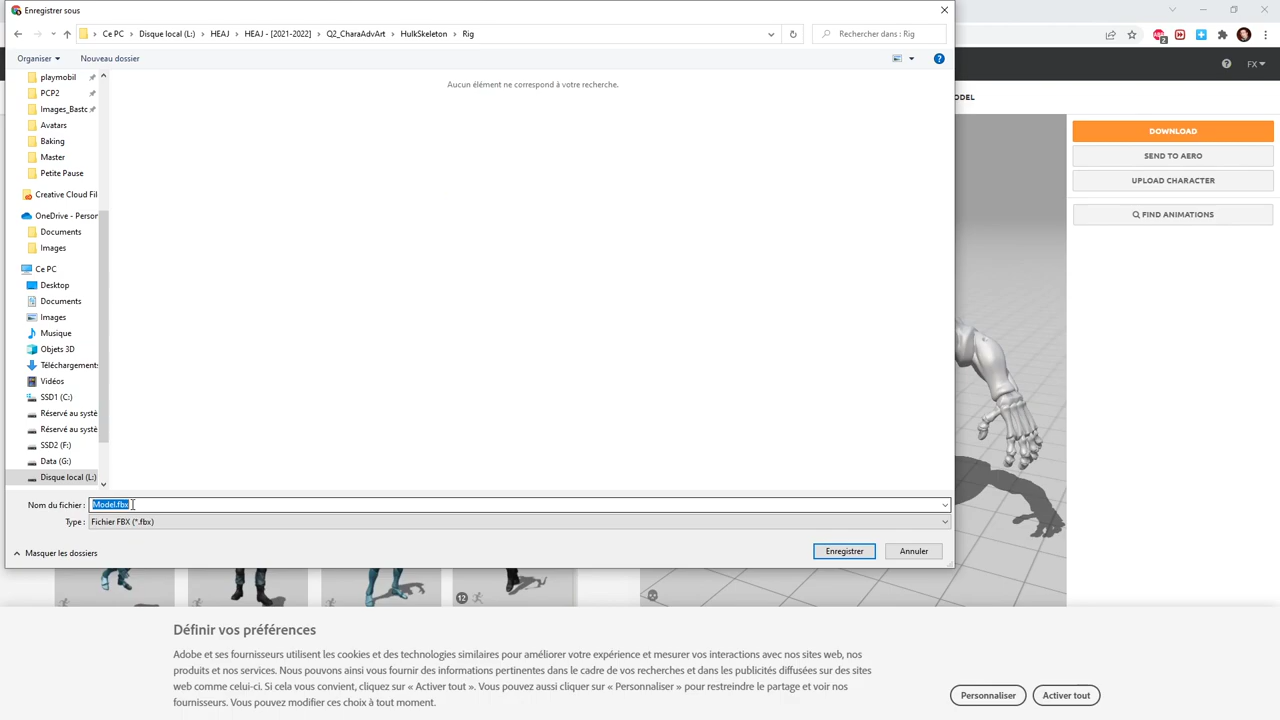 Enregistrer sous
Ce PC > Disque local (L:) > HEAJ > HEAJ - [2021-2022] > Q2_CharaAdvArt > HulkSkeleton > Rig
Rechercher dans : Rig
Organiser
Nouveau dossier
2
FX
ODEL
playmobil
PCP2
Images_Bastc
Avatars
Baking
Master
Petite Pause
Creative Cloud Fil
OneDrive - Person
Documents
Images
Ce PC
Desktop
Documents
Images
Musique
Objets 3D
Téléchargements
Vidéos
SSD1 (C:)
Réservé au systè
Réservé au systè
SSD2 (F:)
Data (G:)
Disque local (L:)
Aucun élément ne correspond à votre recherche.
DOWNLOAD
SEND TO AERO
UPLOAD CHARACTER
FIND ANIMATIONS
Nom du fichier :
Model.fbx
Type :
Fichier FBX (*.fbx)
Masquer les dossiers
Enregistrer
Annuler
12
Définir vos préférences
Adobe et ses fournisseurs utilisent les cookies et des technologies similaires pour améliorer votre expérience et mesurer vos interactions avec nos sites web, nos
produits et nos services. Nous pouvons ainsi vous fournir des informations pertinentes dans le cadre de vos recherches et dans les publicités diffusées sur des sites
web comme celui-ci. Si cela vous convient, cliquez sur « Activer tout ». Vous pouvez aussi cliquer sur « Personnaliser » pour restreindre le partage et voir nos
fournisseurs. Vous pouvez modifier ces choix à tout moment.
Personnaliser
Activer tout